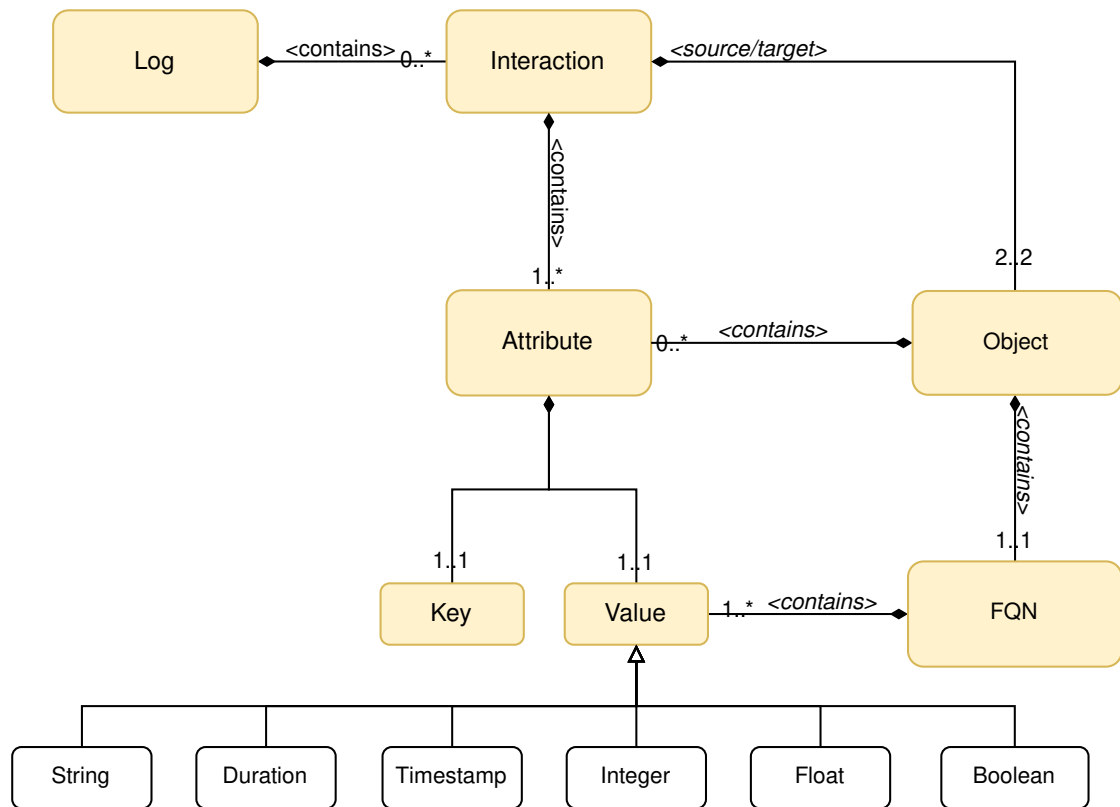 Log
<contains>
0..*
Interaction
<source/target>
<contains>
1..*
2..2
Attribute
0..*
<contains>
Object
<contains>
1..1
1..1
1..1
Key
Value
1..*
<contains>
FQN
String
Duration
Timestamp
Integer
Float
Boolean